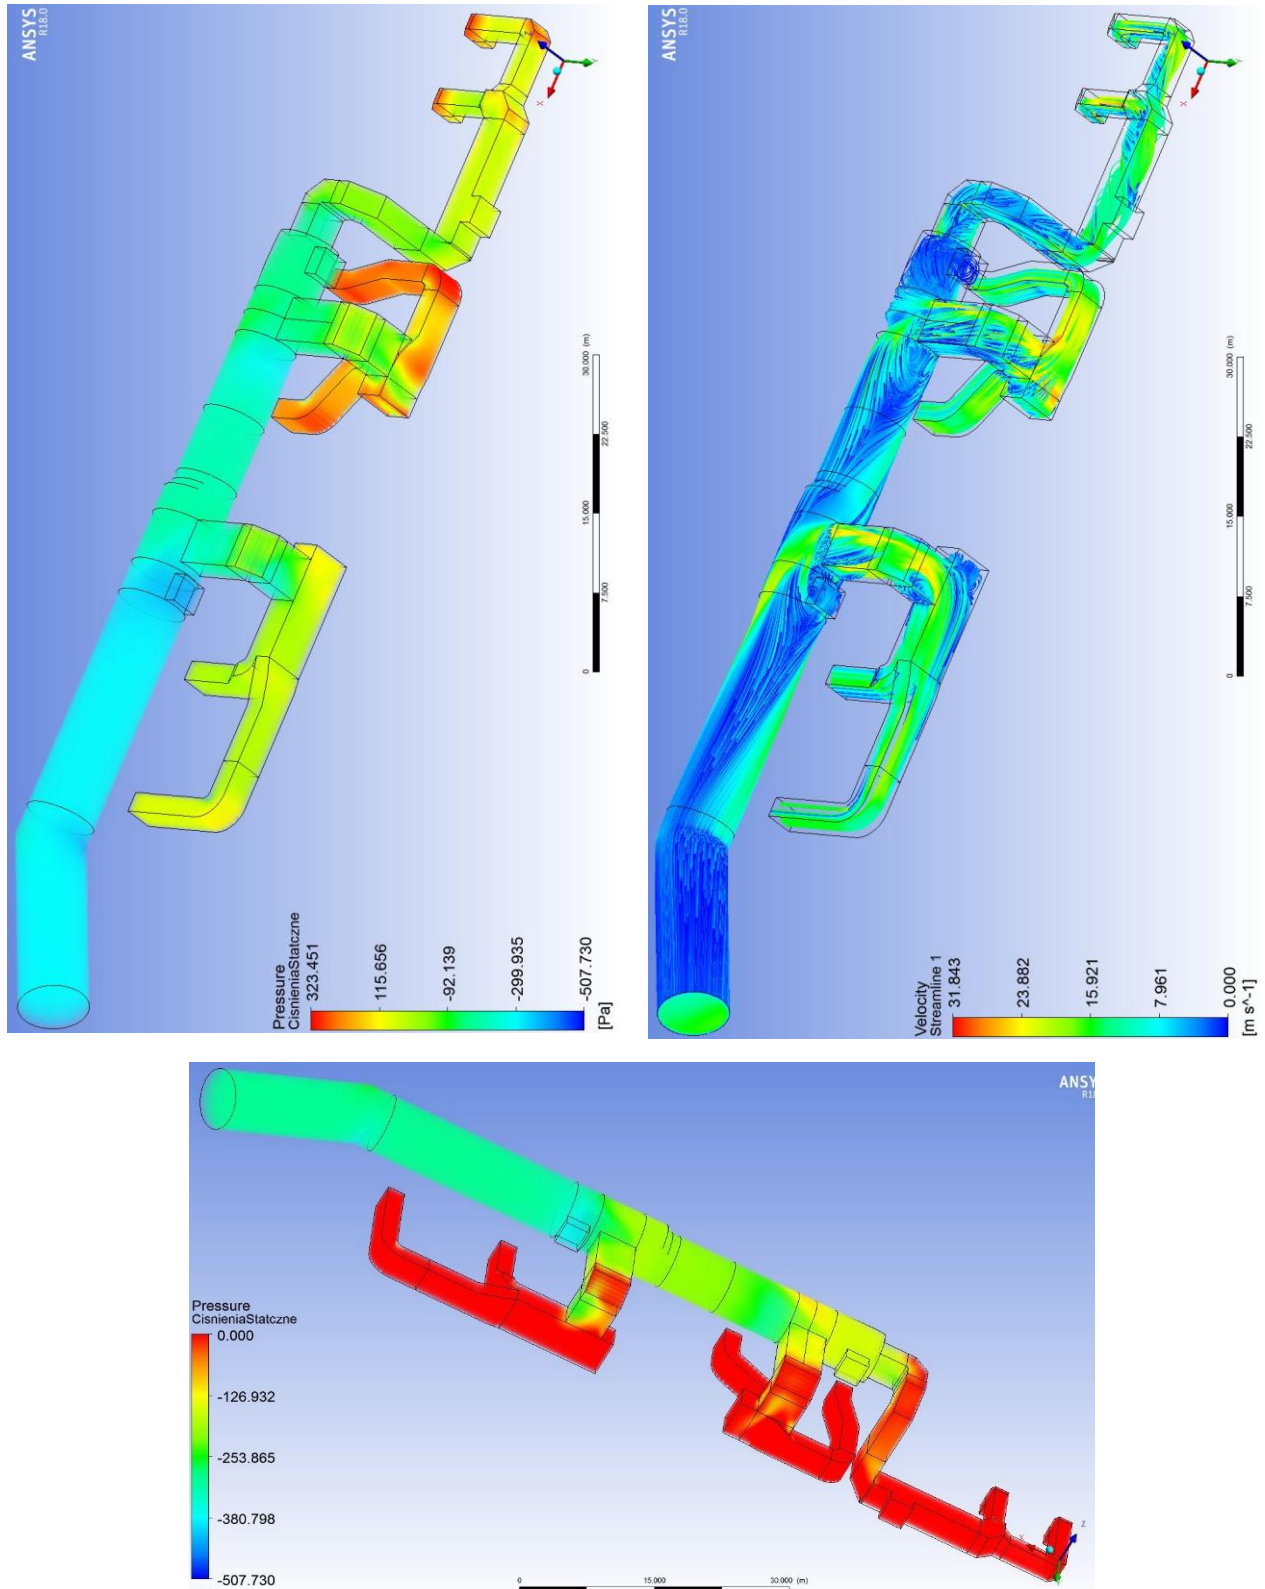 ANSYS
R18.0
Z
Y
X
30.000 (m)
22.500
15.000
7.500
0
Pressure
CisnieniaStatczne
323.451
115.656
-92.139
-299.935
-507.730
[Pa]
ANSYS
R18.0
Y
X
30.000 (m)
22.500
15.000
7.500
0
Velocity
Streamline 1
31.843
23.882
15.921
7.961
0.000
[m s^-1]
ANSY
R18
Pressure
CisnieniaStatczne
0.000
-126.932
-253.865
-380.798
-507.730
X
Z
Y
0
15.000
30.000 (m)